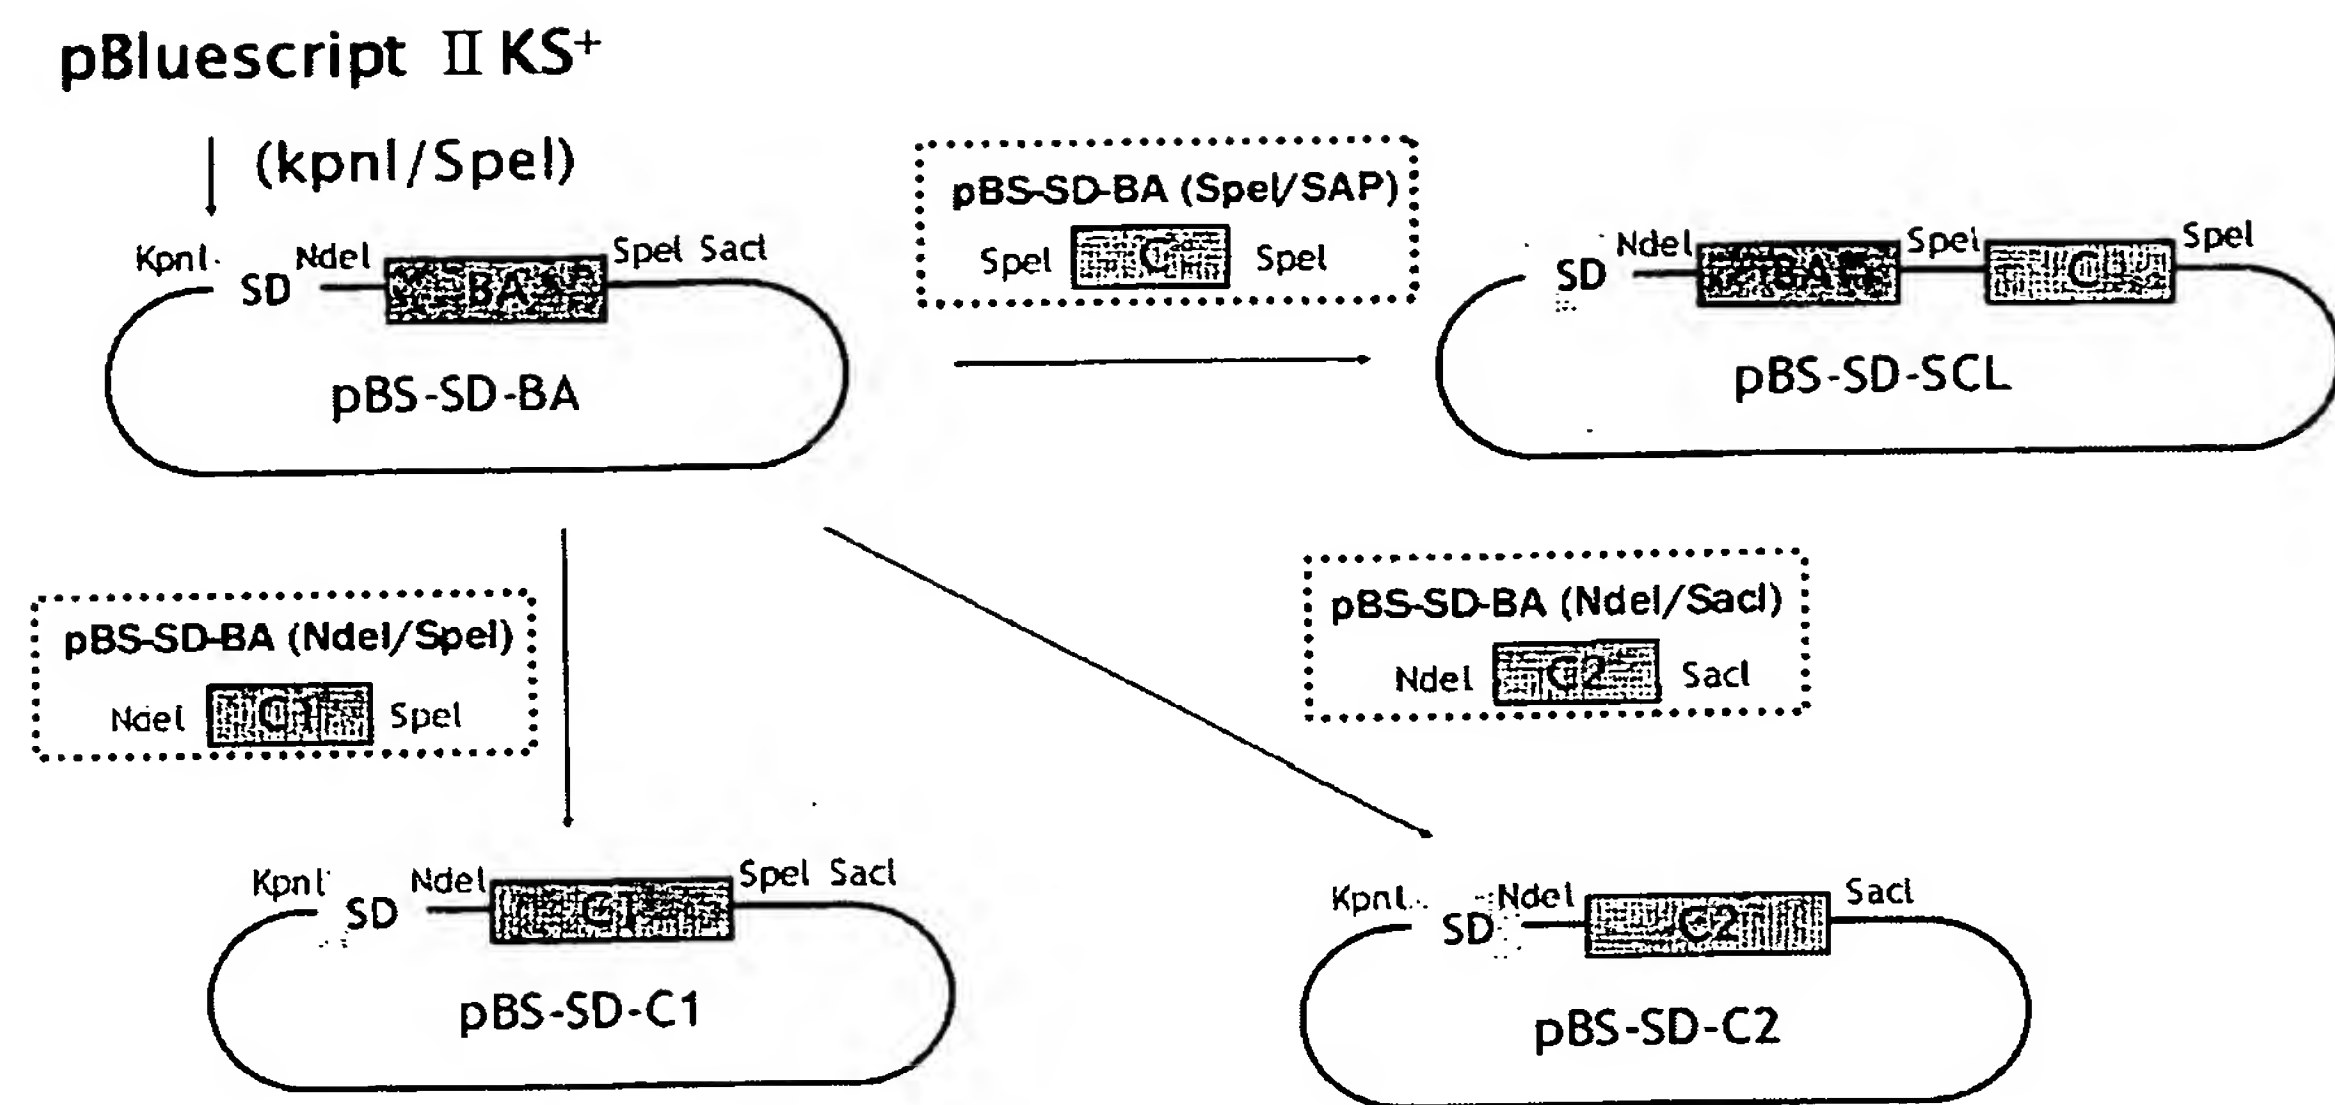 pBluescript Ⅱ KS+
(kpnI/SpeI)
pBS-SD-BA (SpeI/SAP)
SpeI C SpeI
KpnI SD NdeI BA SpeI SacI
pBS-SD-BA
SD NdeI BA SpeI C SpeI
pBS-SD-SCL
pBS-SD-BA (NdeI/SpeI)
NdeI C1 SpeI
pBS-SD-BA (NdeI/SacI)
NdeI C2 SacI
KpnI SD NdeI C1 SpeI SacI
pBS-SD-C1
KpnI SD NdeI C2 SacI
pBS-SD-C2